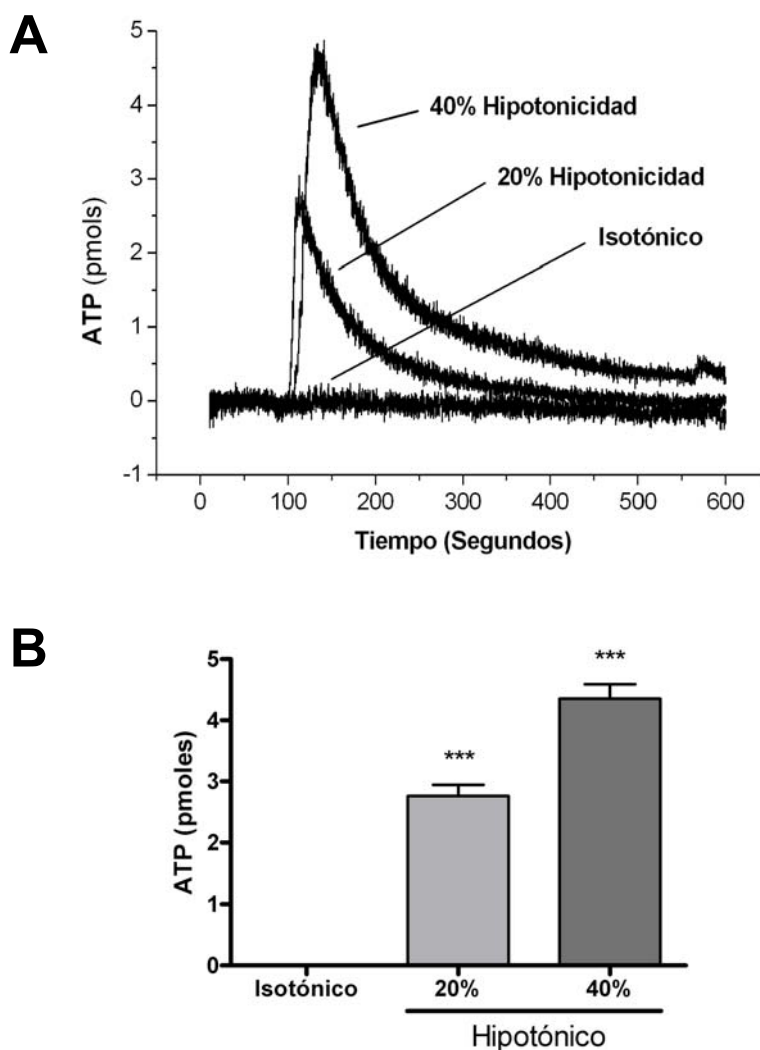 A
5
4
3
2
1
0
-1
ATP (pmols)
40% Hipotonicidad
20% Hipotonicidad
Isotónico
0 100 200 300 400 500 600
Tiempo (Segundos)
B
5
4
3
2
1
0
ATP (pmoles)
***
***
Isotónico 20% 40%
Hipotónico